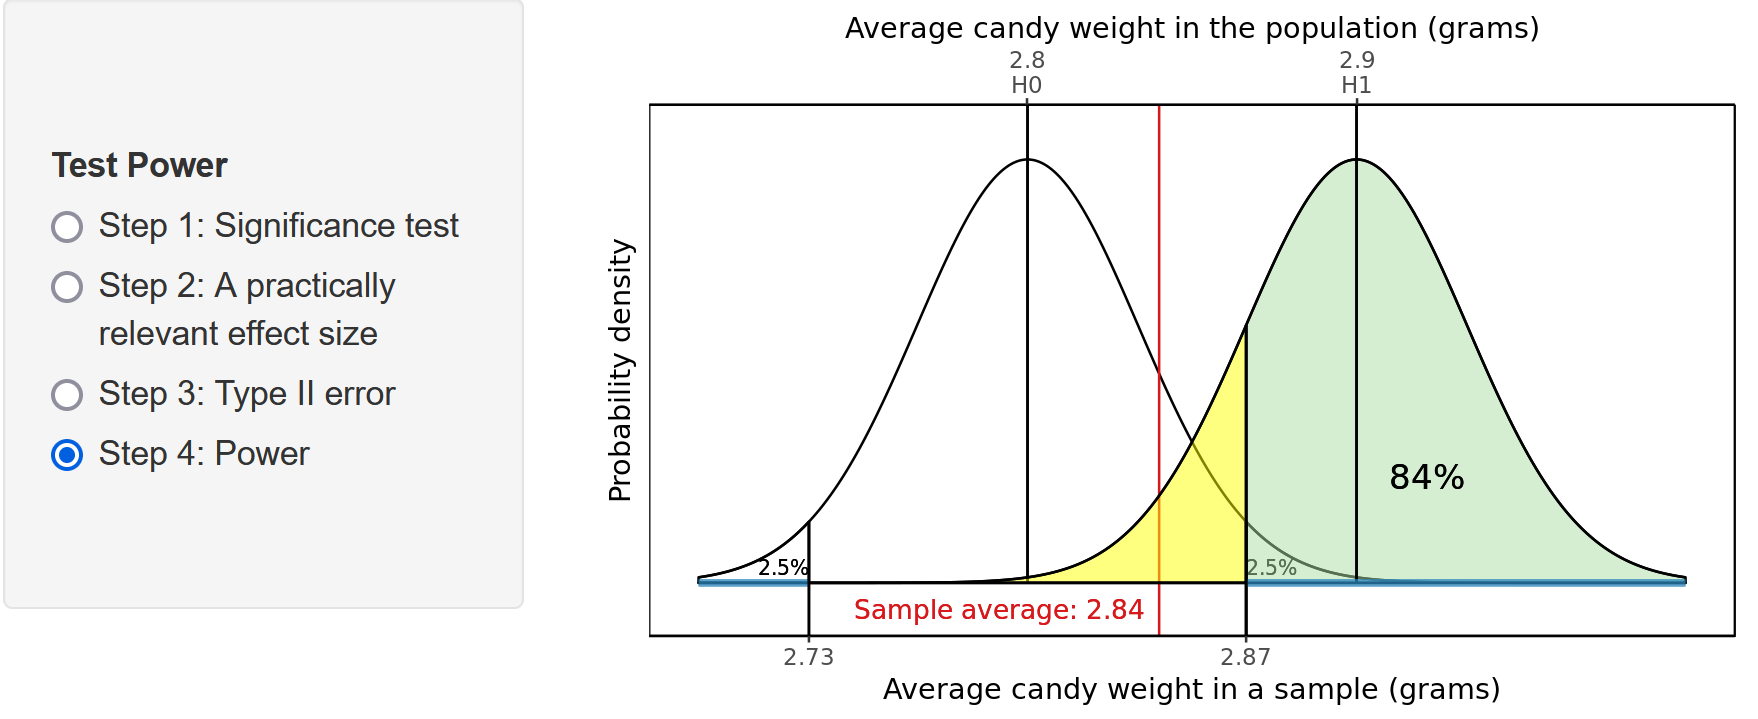 Test Power
Step 1: Significance test
Step 2: A practically
relevant effect size
Step 3: Type II error
Step 4: Power
Average candy weight in the population (grams)
2.8
H0
2.9
H1
Probability density
84%
2.5%
2.5%
Sample average: 2.84
2.73
2.87
Average candy weight in a sample (grams)